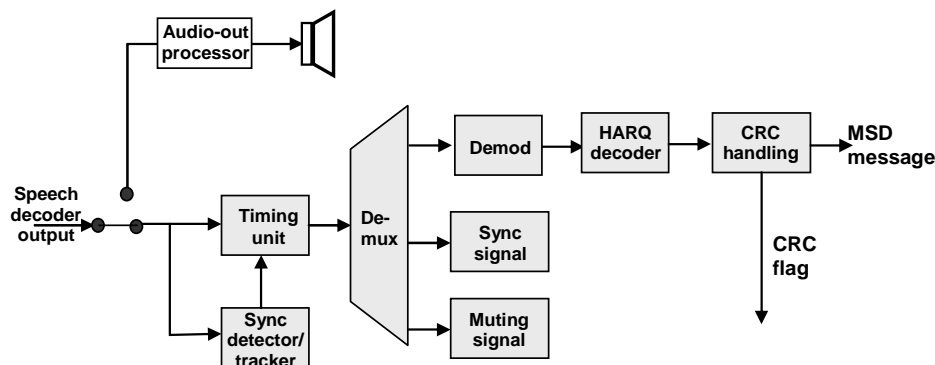 Audio-out
processor
Speech
decoder
output
Timing
unit
Sync
detector/
tracker
De-
mux
Demod
HARQ
decoder
CRC
handling
MSD
message
Sync
signal
Muting
signal
CRC
flag